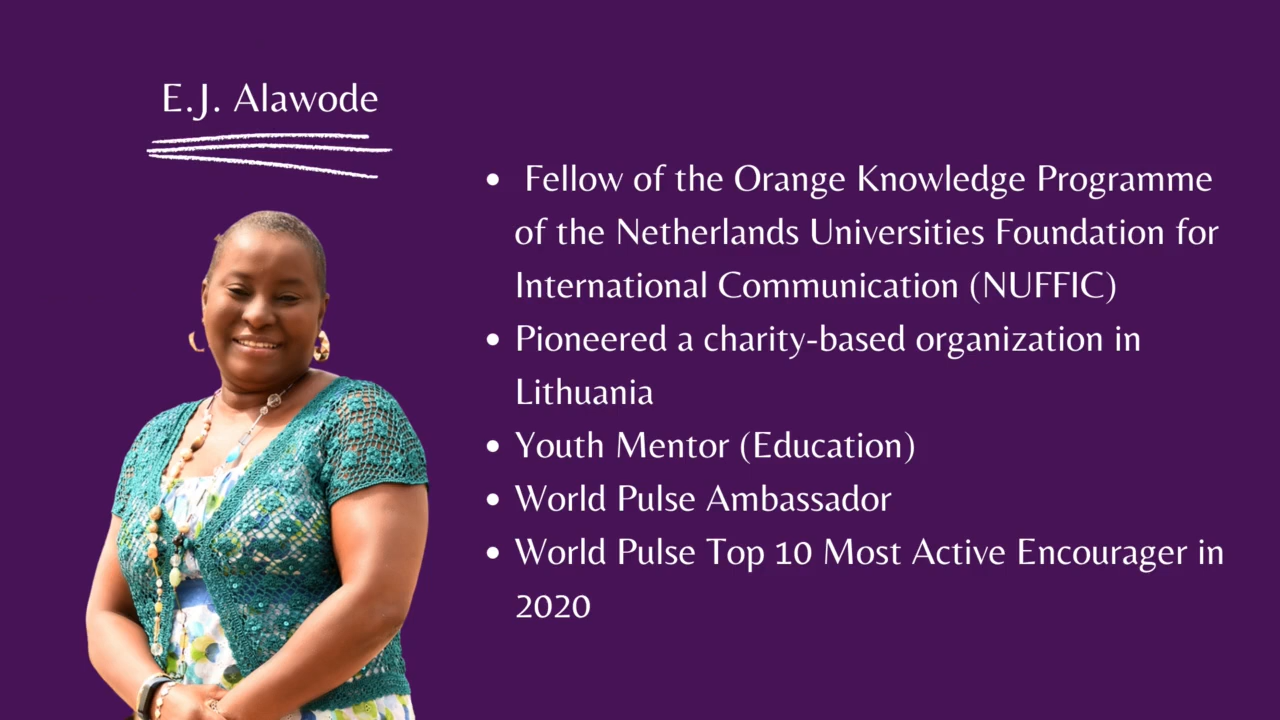 E.J. Alawode
• Fellow of the Orange Knowledge Programme
of the Netherlands Universities Foundation for
International Communication (NUFFIC)
• Pioneered a charity-based organization in
Lithuania
• Youth Mentor (Education)
• World Pulse Ambassador
• World Pulse Top 10 Most Active Encourager in
2020